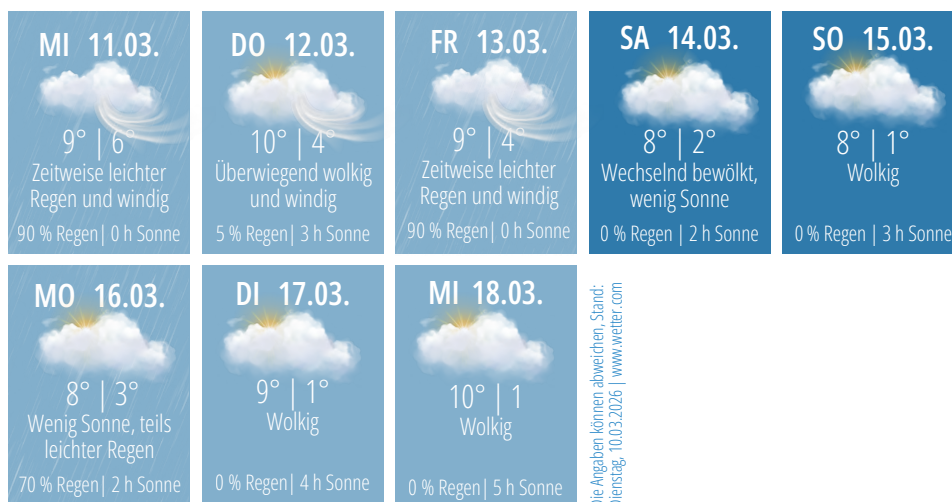 MI 11.03.
9° | 6°
Zeitweise leichter
Regen und windig
90 % Regen| 0 h Sonne
DO 12.03.
10° | 4°
Überwiegend wolkig
und windig
5 % Regen| 3 h Sonne
FR 13.03.
9° | 4°
Zeitweise leichter
Regen und windig
90 % Regen| 0 h Sonne
SA 14.03.
8° | 2°
Wechselnd bewölkt,
wenig Sonne
0 % Regen | 2 h Sonne
SO 15.03.
8° | 1°
Wolkig
0 % Regen | 3 h Sonne
MO 16.03.
8° | 3°
Wenig Sonne, teils
leichter Regen
70 % Regen| 2 h Sonne
DI 17.03.
9° | 1°
Wolkig
0 % Regen| 4 h Sonne
MI 18.03.
10° | 1
Wolkig
0 % Regen | 5 h Sonne
Die Angaben können abweichen, Stand:
Dienstag, 10.03.2026 | www.wetter.com